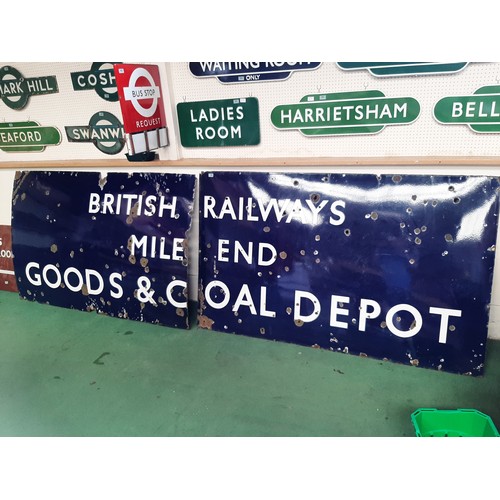 WAITING ROOM
ONLY
MARK HILL
COSH
BUS STOP
REQUEST
LADIES
ROOM
HARRIETSHAM
BELL
EAFORD
SWANW
BRITISH RAILWAYS
MILE END
GOODS & COAL DEPOT